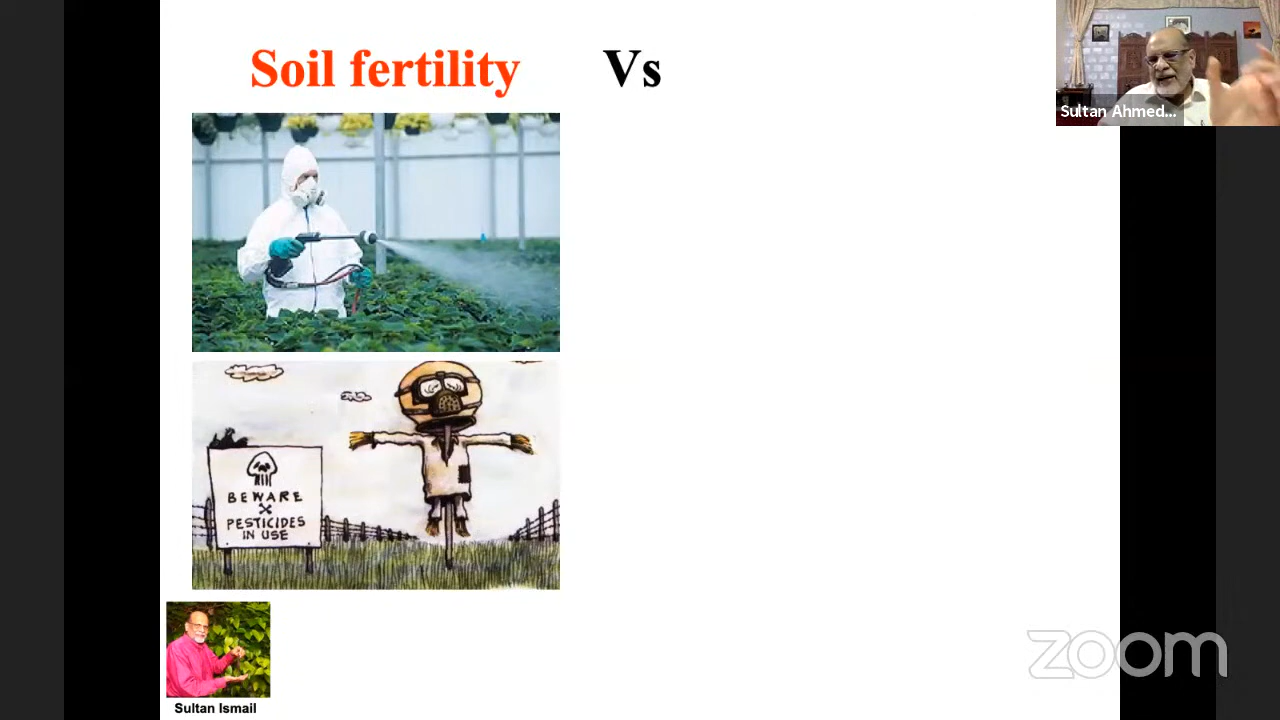 Soil fertility Vs
Sultan Ahmed...
BEWARE
PESTICIDES
IN USE
Sultan Ismail
zoom